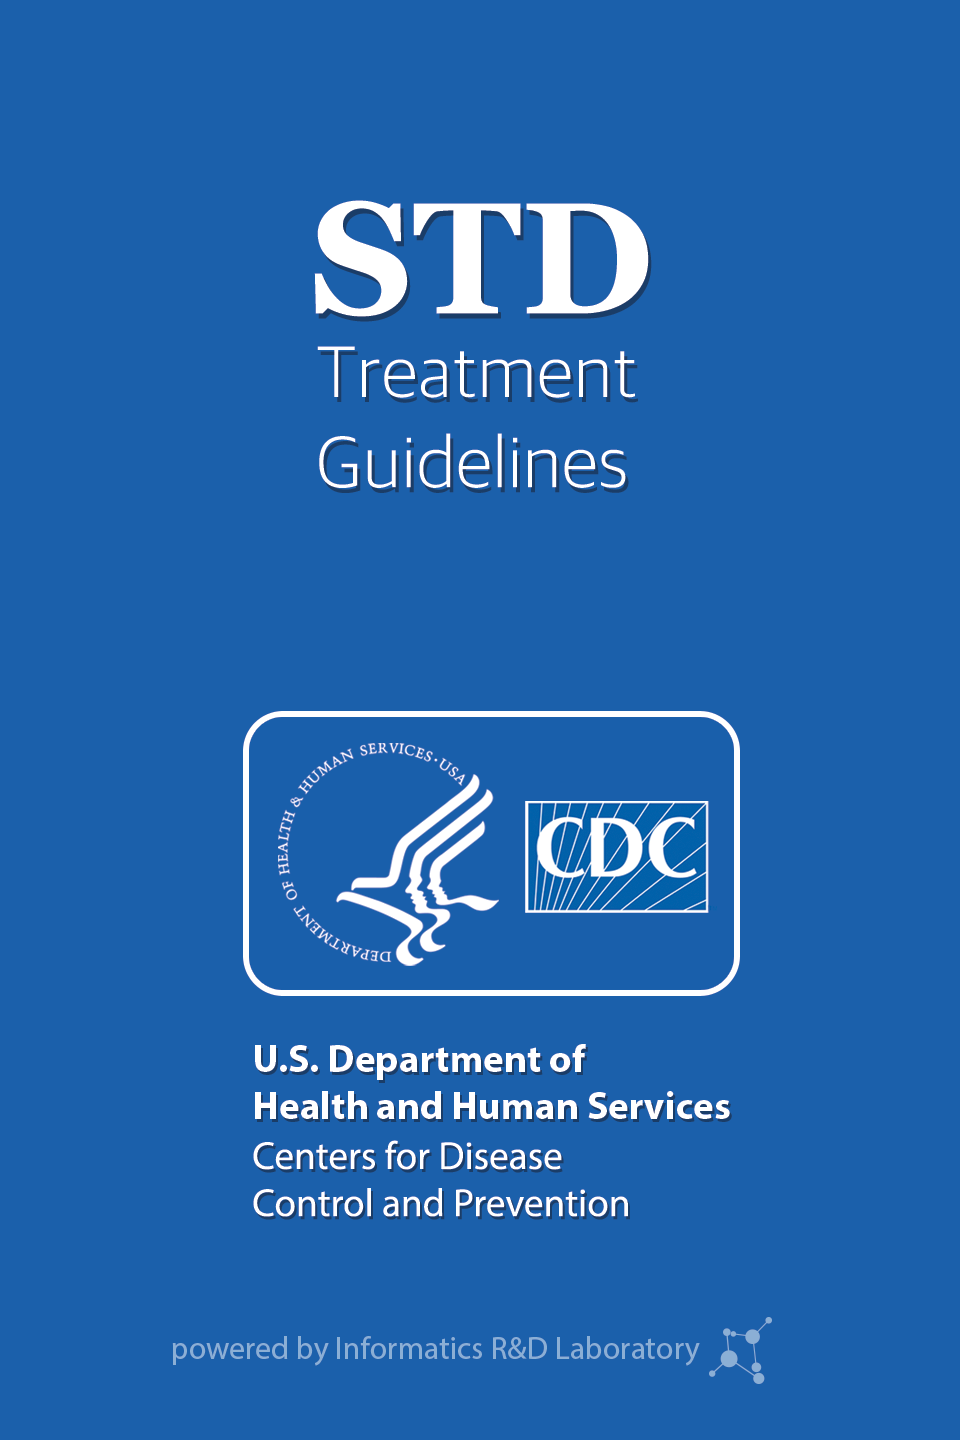 STD
Treatment
Guidelines
DEPARTMENT OF HEALTH & HUMAN SERVICES · USA
CDC
U.S. Department of
Health and Human Services
Centers for Disease
Control and Prevention
powered by Informatics R&D Laboratory